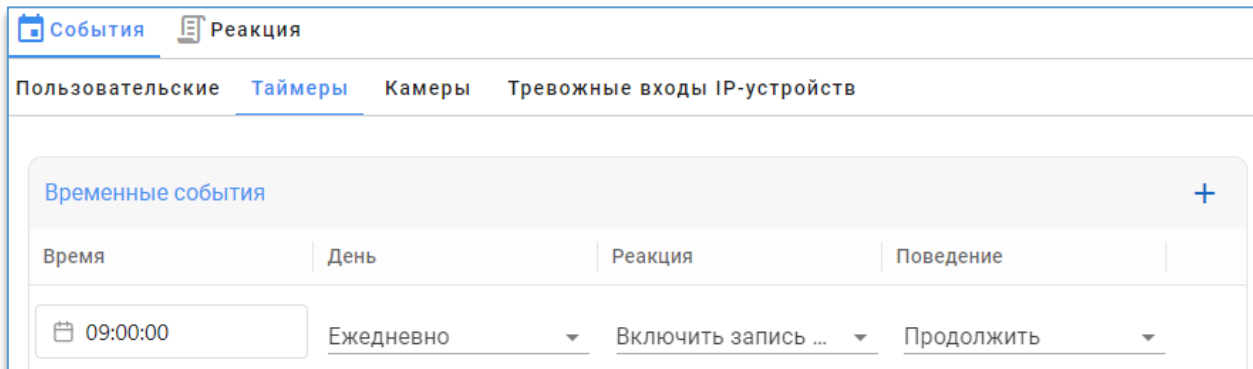 События Реакция
Пользовательские Таймеры Камеры Тревожные входы IP-устройств
Временные события +
Время День Реакция Поведение
09:00:00 Ежедневно Включить запись ... Продолжить